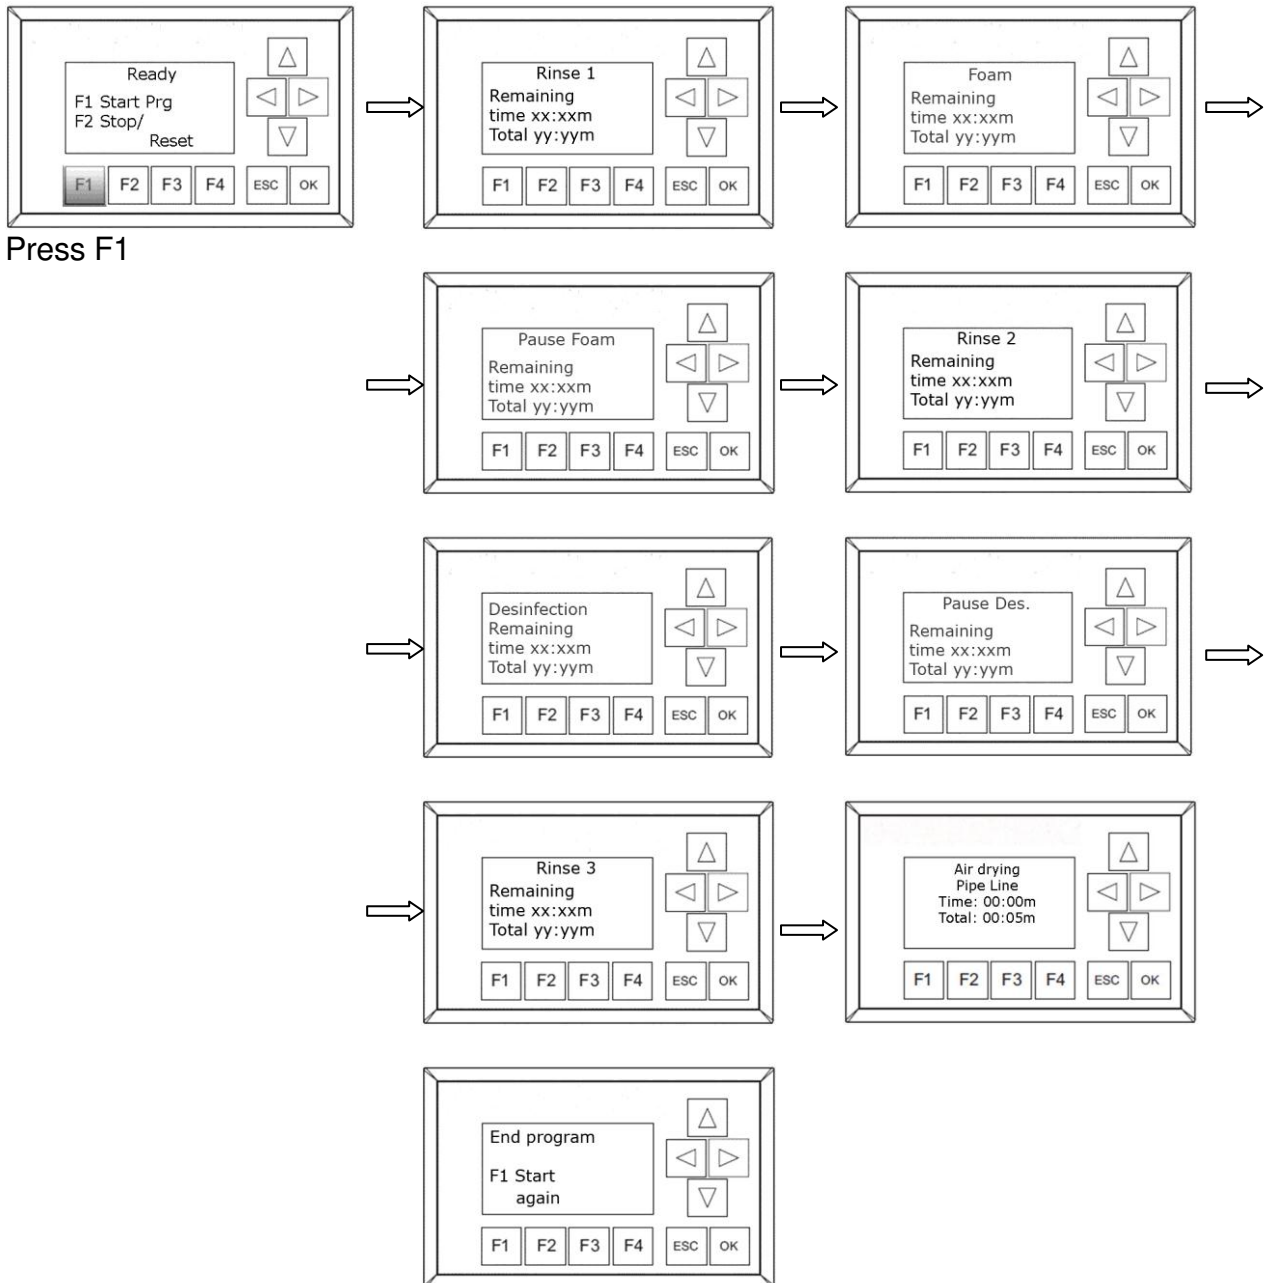 Ready
F1 Start Prg
F2 Stop/
Reset
F1 F2 F3 F4 ESC OK
Press F1
Rinse 1
Remaining
time xx:xxm
Total yy:yym
F1 F2 F3 F4 ESC OK
Foam
Remaining
time xx:xxm
Total yy:yym
F1 F2 F3 F4 ESC OK
Pause Foam
Remaining
time xx:xxm
Total yy:yym
F1 F2 F3 F4 ESC OK
Rinse 2
Remaining
time xx:xxm
Total yy:yym
F1 F2 F3 F4 ESC OK
Desinfection
Remaining
time xx:xxm
Total yy:yym
F1 F2 F3 F4 ESC OK
Pause Des.
Remaining
time xx:xxm
Total yy:yym
F1 F2 F3 F4 ESC OK
Rinse 3
Remaining
time xx:xxm
Total yy:yym
F1 F2 F3 F4 ESC OK
Air drying
Pipe Line
Time: 00:00m
Total: 00:05m
F1 F2 F3 F4 ESC OK
End program
F1 Start
again
F1 F2 F3 F4 ESC OK